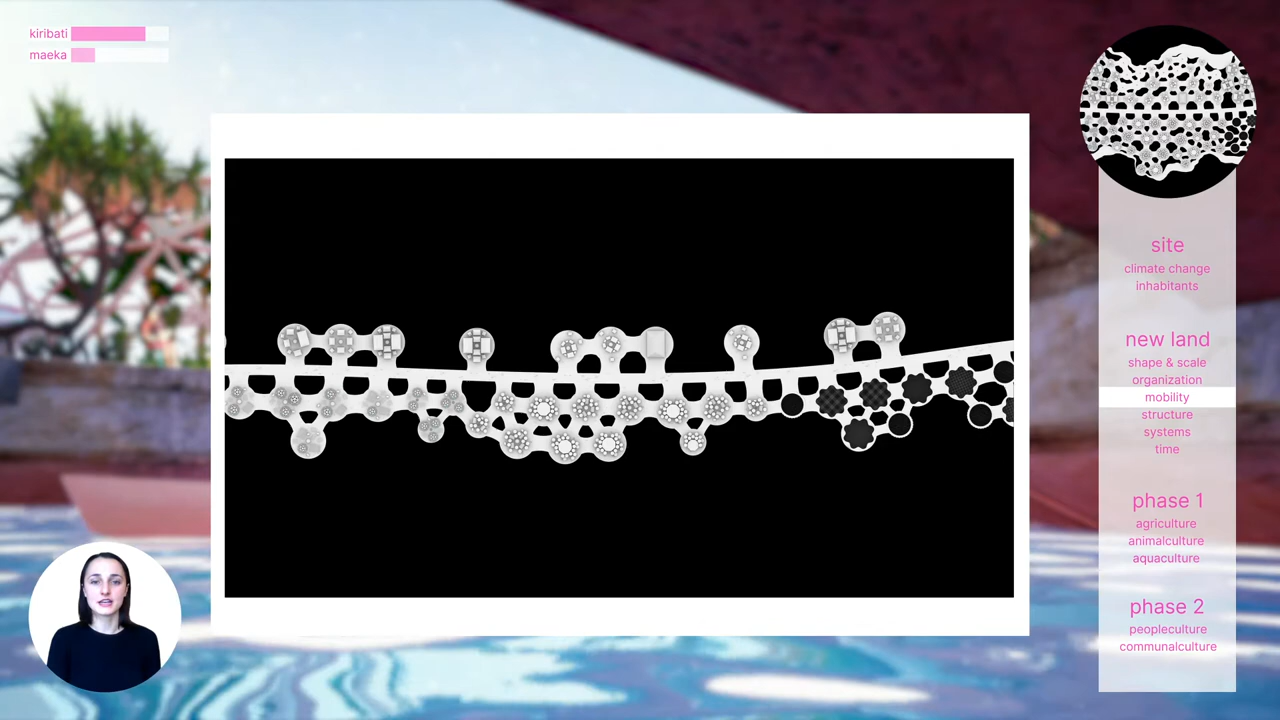 kiribati
maeka
site
climate change
inhabitants
new land
shape & scale
organization
mobility
structure
systems
time
phase 1
agriculture
animalculture
aquaculture
phase 2
peopleculture
communalculture